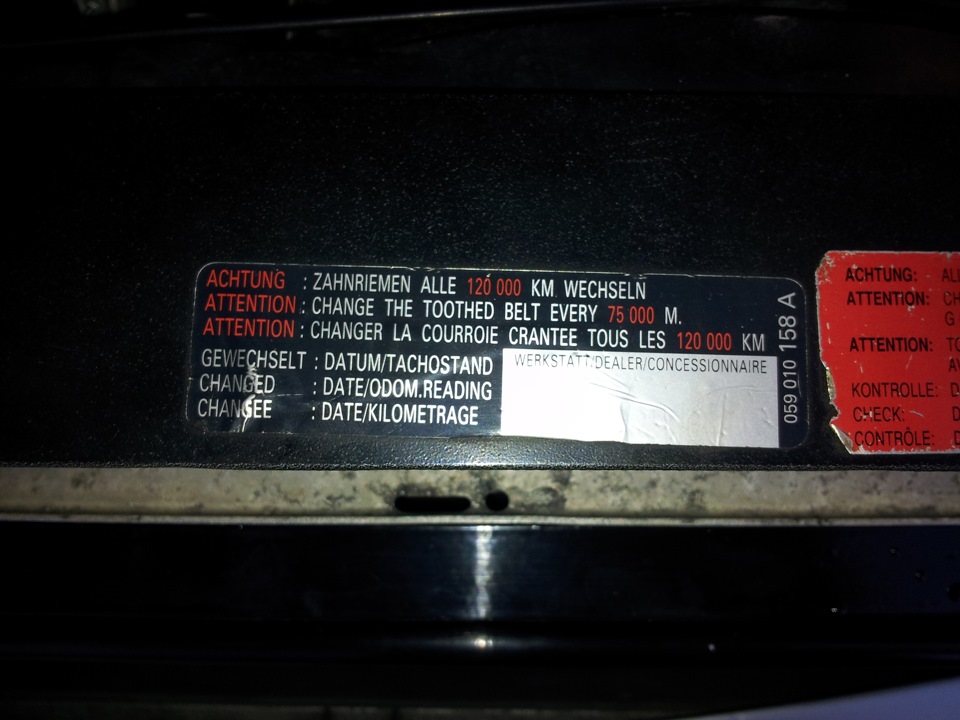 ACHTUNG : ZAHNRIEMEN ALLE 120 000 KM WECHSELN
ATTENTION : CHANGE THE TOOTHED BELT EVERY 75 000 M.
ATTENTION : CHANGER LA COURROIE CRANTEE TOUS LES 120 000 KM
GEWECHSELT : DATUM/TACHOSTAND
CHANGED : DATE/ODOM.READING
CHANGEE : DATE/KILOMETRAGE
WERKSTATT/DEALER/CONCESSIONNAIRE
059 010 158 A
ACHTUNG:
ATTENTION:
ATTENTION:
KONTROLLE:
CHECK:
CONTRÔLE: